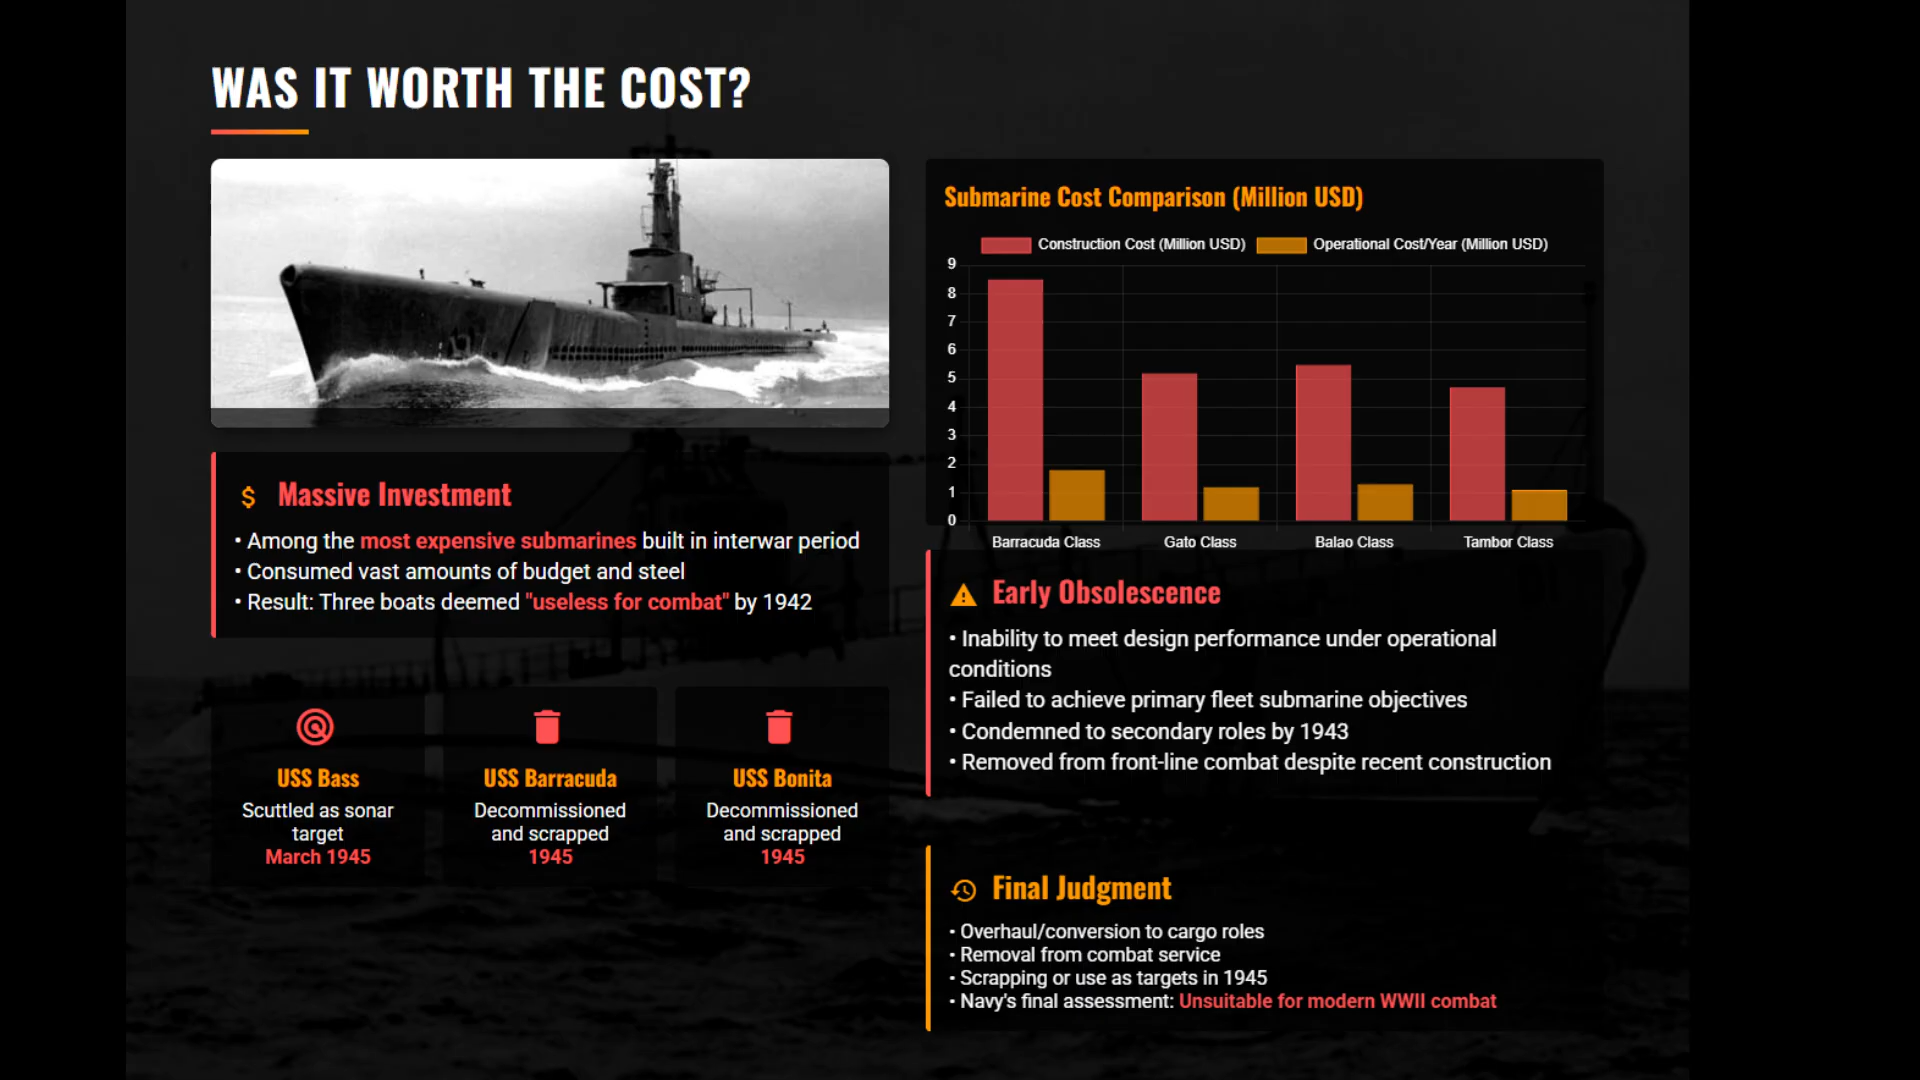 WAS IT WORTH THE COST?
$ Massive Investment
• Among the most expensive submarines built in interwar period
• Consumed vast amounts of budget and steel
• Result: Three boats deemed "useless for combat" by 1942
USS Bass
Scuttled as sonar
target
March 1945
USS Barracuda
Decommissioned
and scrapped
1945
USS Bonita
Decommissioned
and scrapped
1945
Submarine Cost Comparison (Million USD)
Construction Cost (Million USD) Operational Cost/Year (Million USD)
9
8
7
6
5
4
3
2
1
0
Barracuda Class Gato Class Balao Class Tambor Class
Early Obsolescence
• Inability to meet design performance under operational
conditions
• Failed to achieve primary fleet submarine objectives
• Condemned to secondary roles by 1943
• Removed from front-line combat despite recent construction
Final Judgment
• Overhaul/conversion to cargo roles
• Removal from combat service
• Scrapping or use as targets in 1945
• Navy's final assessment: Unsuitable for modern WWII combat